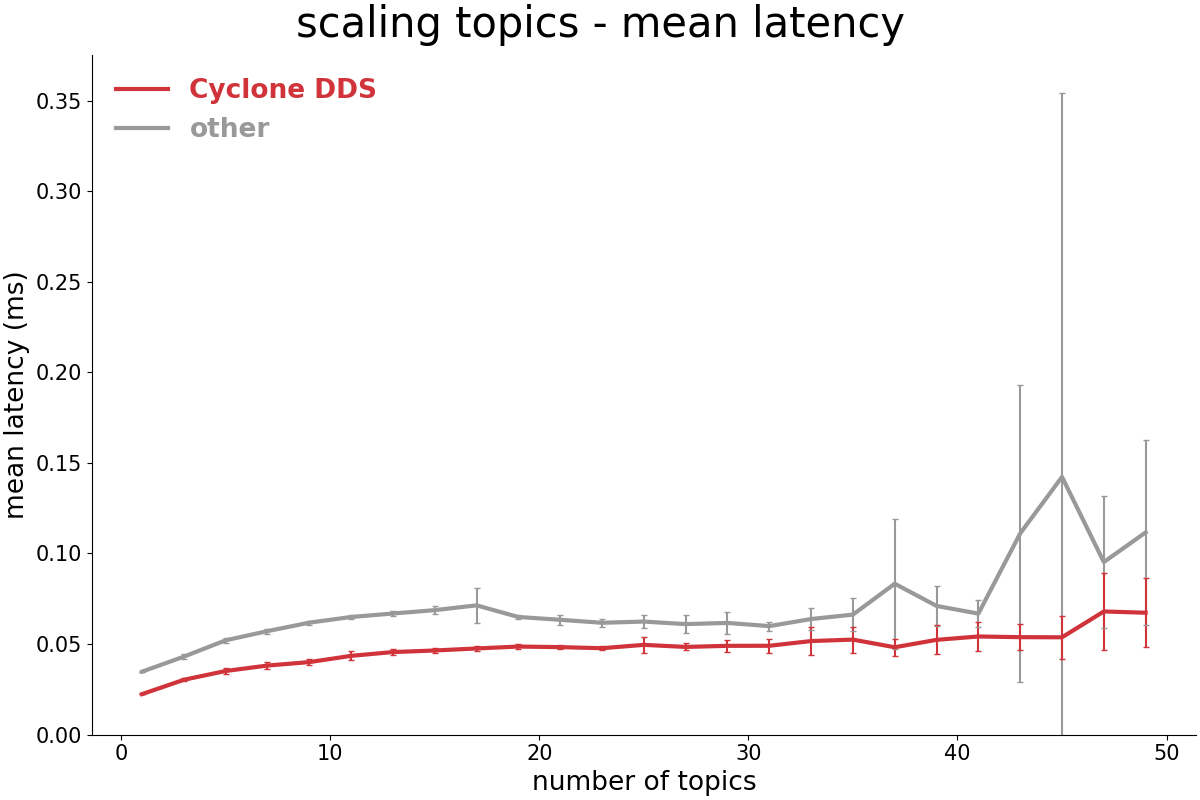 scaling topics - mean latency
Cyclone DDS
other
mean latency (ms)
0.35
0.30
0.25
0.20
0.15
0.10
0.05
0.00
0 10 20 30 40 50
number of topics